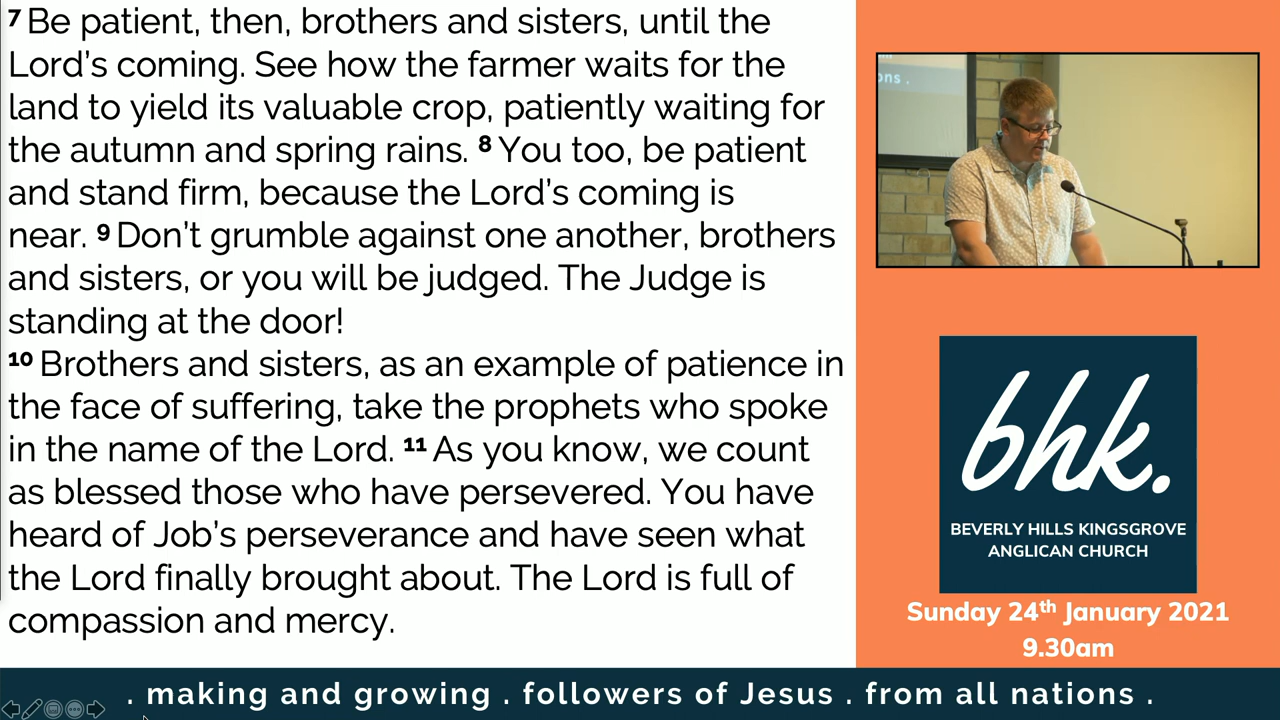 7 Be patient, then, brothers and sisters, until the
Lord’s coming. See how the farmer waits for the
land to yield its valuable crop, patiently waiting for
the autumn and spring rains. 8 You too, be patient
and stand firm, because the Lord’s coming is
near. 9 Don’t grumble against one another, brothers
and sisters, or you will be judged. The Judge is
standing at the door!
10 Brothers and sisters, as an example of patience in
the face of suffering, take the prophets who spoke
in the name of the Lord. 11 As you know, we count
as blessed those who have persevered. You have
heard of Job’s perseverance and have seen what
the Lord finally brought about. The Lord is full of
compassion and mercy.
ons .
bhk.
BEVERLY HILLS KINGSGROVE
ANGLICAN CHURCH
Sunday 24th January 2021
9.30am
. making and growing . followers of Jesus . from all nations .